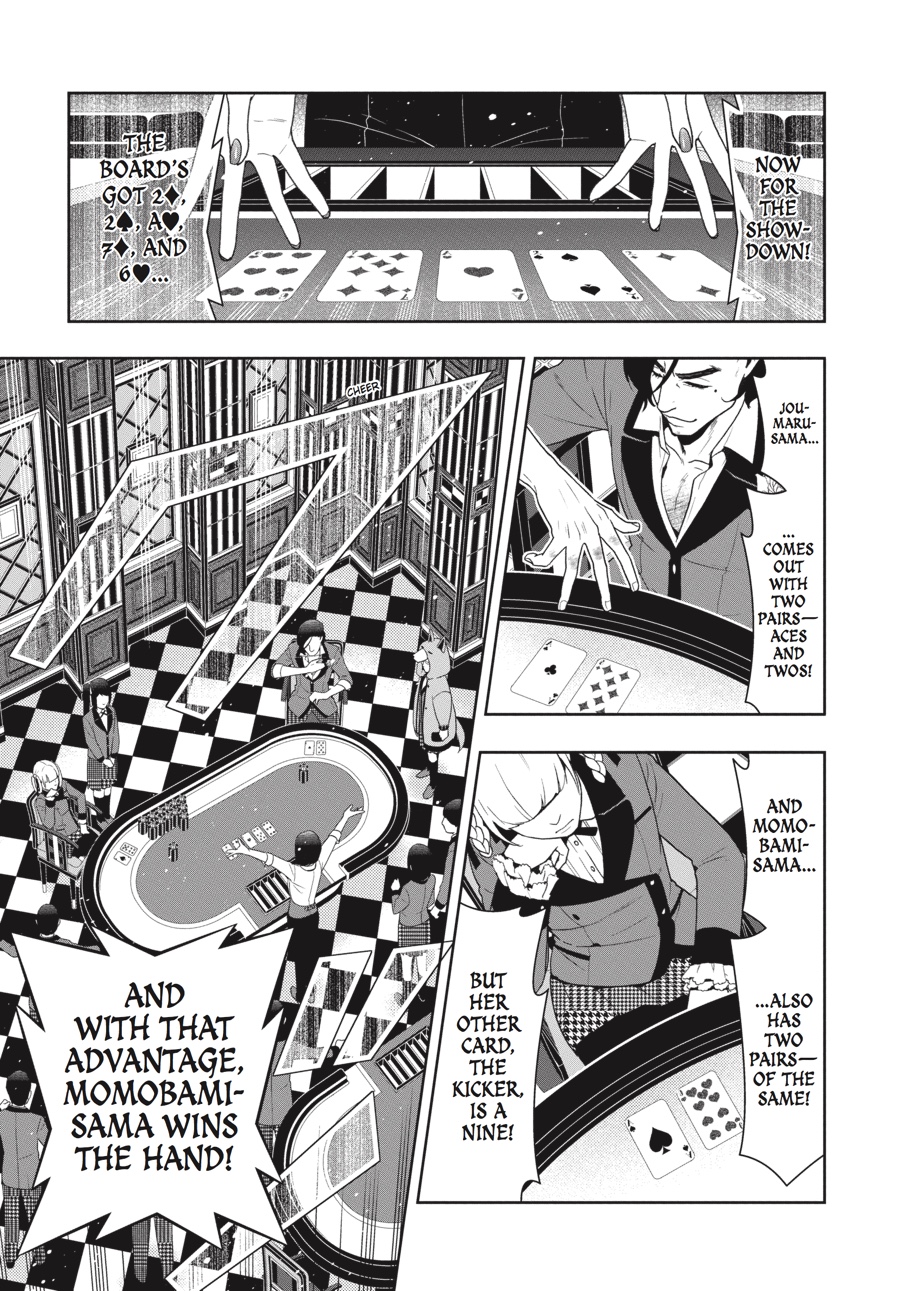 NOW
FOR
THE
SHOW-
DOWN!
THE
BOARD'S
GOT 2♦,
2♠, A♥,
7♦, AND
6♥...
JOU-
MARU-
SAMA...
...
COMES
OUT
WITH
TWO
PAIRS—
ACES
AND
TWOS!
CHEER
AND
MOMO-
BAMI-
SAMA...
...ALSO
HAS
TWO
PAIRS—
OF THE
SAME!
BUT
HER
OTHER
CARD,
THE
KICKER,
IS A
NINE!
AND
WITH THAT
ADVANTAGE,
MOMOBAMI-
SAMA WINS
THE HAND!